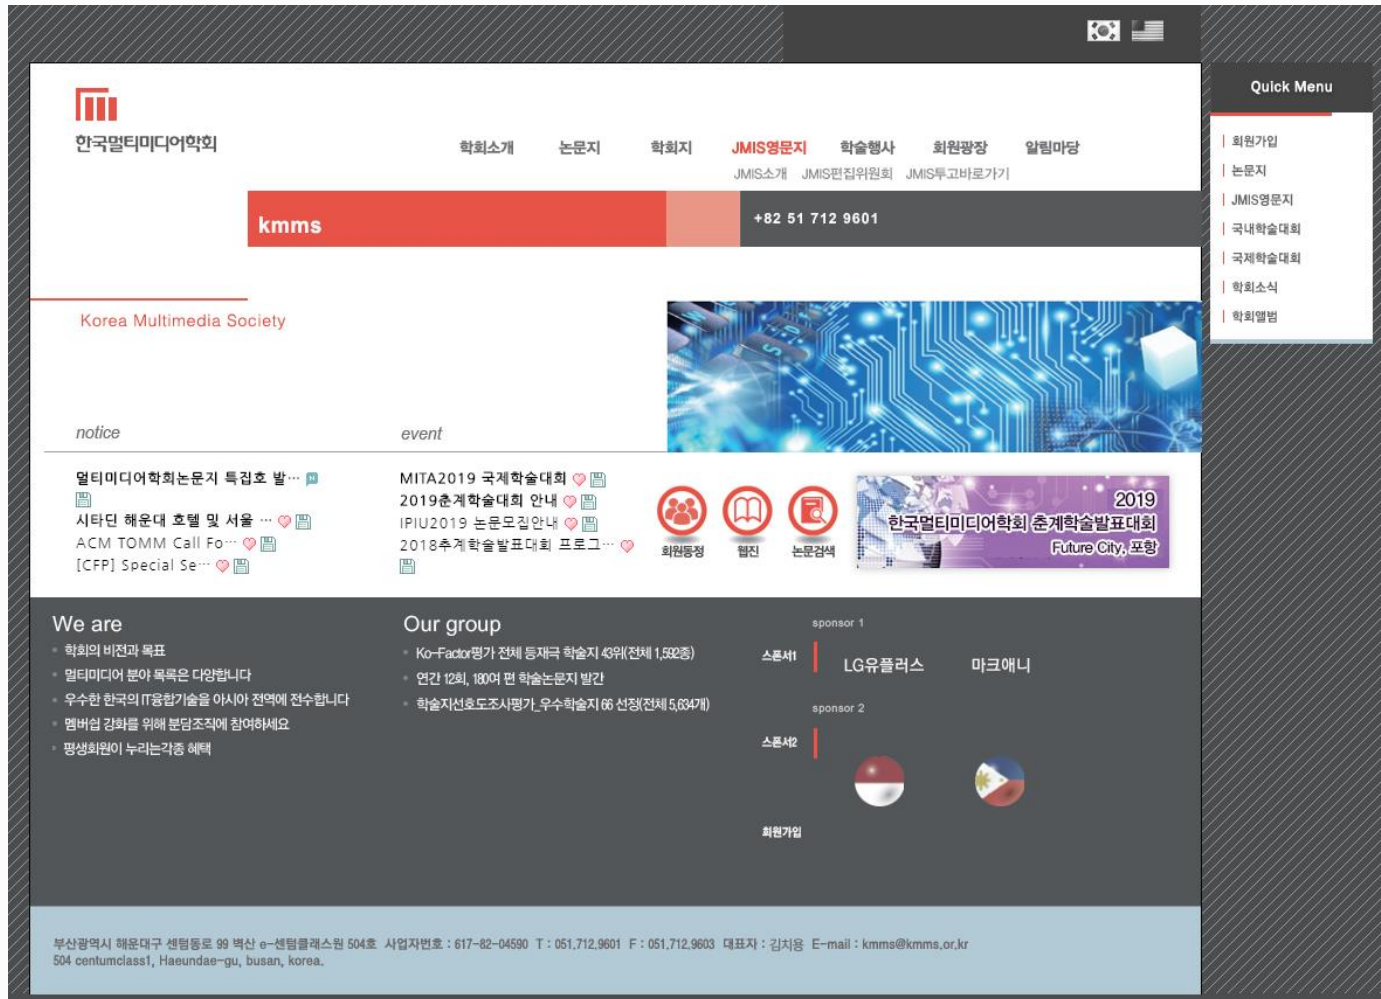 한국멀티미디어학회
학회소개 논문지 학회지 JMIS영문지 학술행사 회원광장 알림마당
JMIS소개 JMIS편집위원회 JMIS투고바로가기
kmms
+82 51 712 9601
Quick Menu
회원가입
논문지
JMIS영문지
국내학술대회
국제학술대회
학회소식
학회앨범
Korea Multimedia Society
notice
멀티미디어학회논문지 특집호 발… N
시타딘 해운대 호텔 및 서울 …
ACM TOMM Call Fo…
[CFP] Special Se…
event
MITA2019 국제학술대회
2019춘계학술대회 안내
IPIU2019 논문모집안내
2018추계학술발표대회 프로그…
회원동정 웹진 논문검색
2019
한국멀티미디어학회 춘계학술발표대회
Future City, 포항
We are
학회의 비전과 목표
멀티미디어 분야 목록은 다양합니다
우수한 한국의 IT융합기술을 아시아 전역에 전수합니다
멤버쉽 강화를 위해 분담조직에 참여하세요
평생회원이 누리는각종 혜택
Our group
Ko-Factor평가 전체 등재극 학술지 43위(전체 1,592종)
연간 12회, 180여 편 학술논문지 발간
학술지선호도조사평가_우수학술지 66 선정(전체 5,634개)
sponsor 1
스폰서1 LG유플러스 마크애니
sponsor 2
스폰서2
회원가입
부산광역시 해운대구 센텀동로 99 벽산 e-센텀클래스원 504호 사업자번호 : 617-82-04590 T : 051.712.9601 F : 051.712.9603 대표자 : 김치용 E-mail : kmms@kmms.or.kr
504 centumclass1, Haeundae-gu, busan, korea.